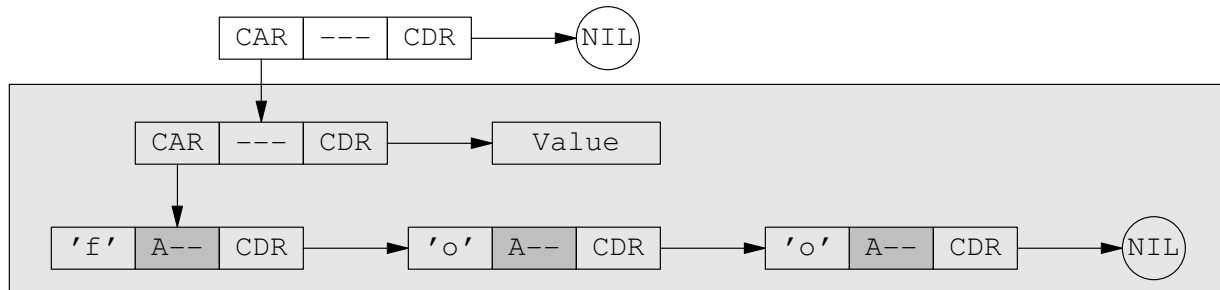 CAR --- CDR NIL
CAR --- CDR Value
'f' A-- CDR 'o' A-- CDR 'o' A-- CDR NIL